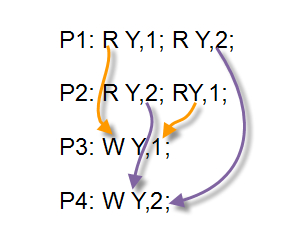 P1: R Y,1; R Y,2;
P2: R Y,2; RY,1;
P3: W Y,1;
P4: W Y,2;